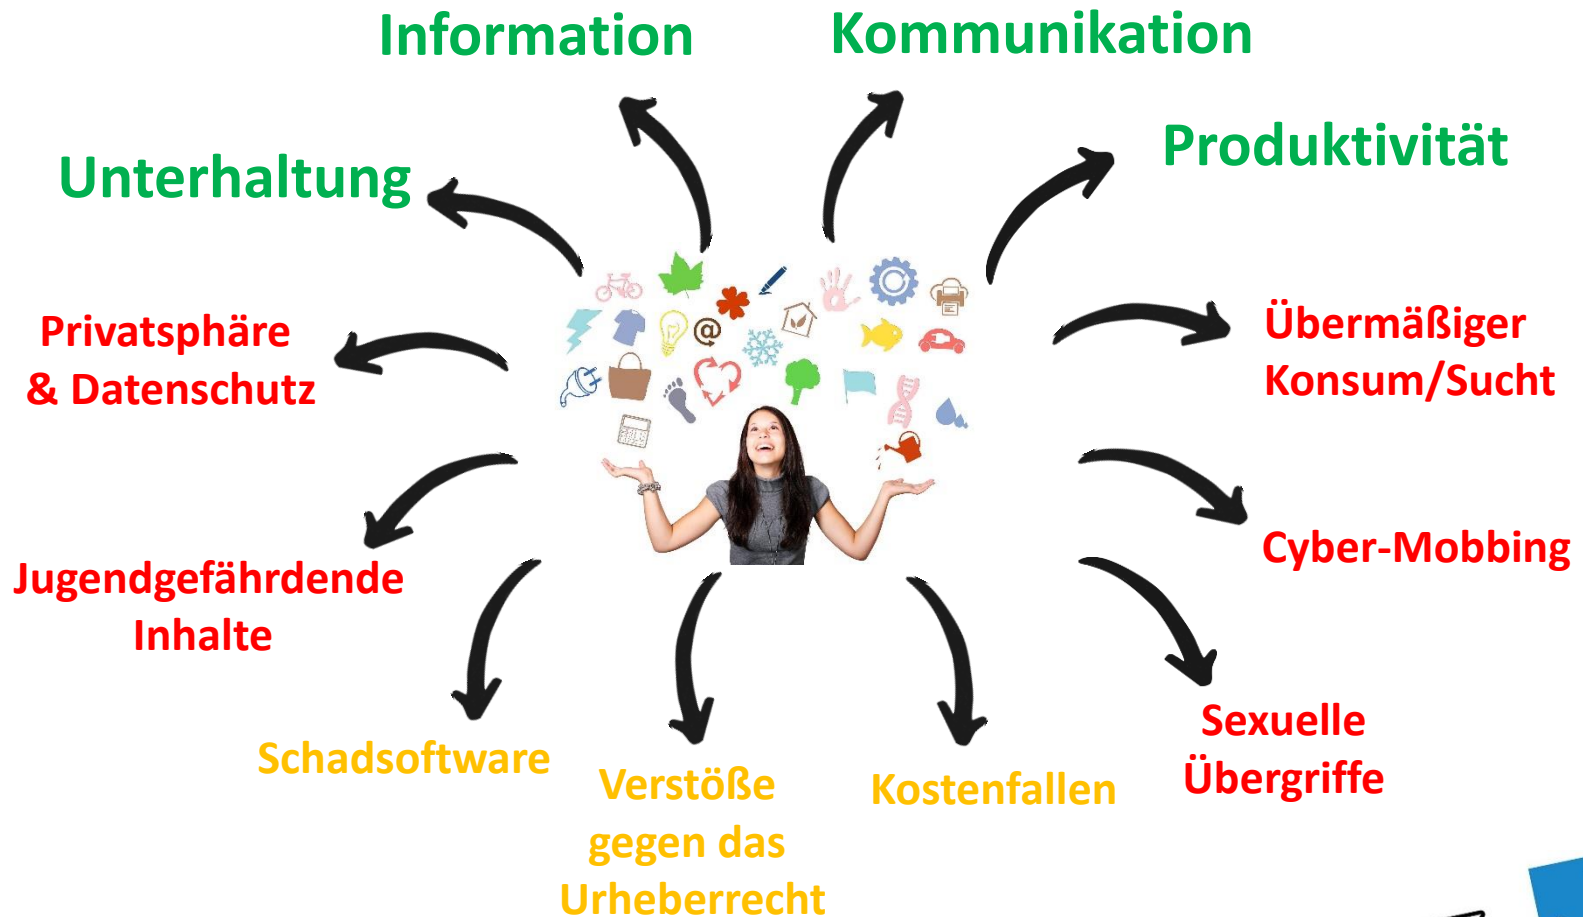 Information
Kommunikation
Unterhaltung
Produktivität
Privatsphäre
& Datenschutz
Übermäßiger
Konsum/Sucht
@
Jugendgefährdende
Inhalte
Cyber-Mobbing
Schadsoftware
Verstöße
gegen das
Urheberrecht
Kostenfallen
Sexuelle
Übergriffe